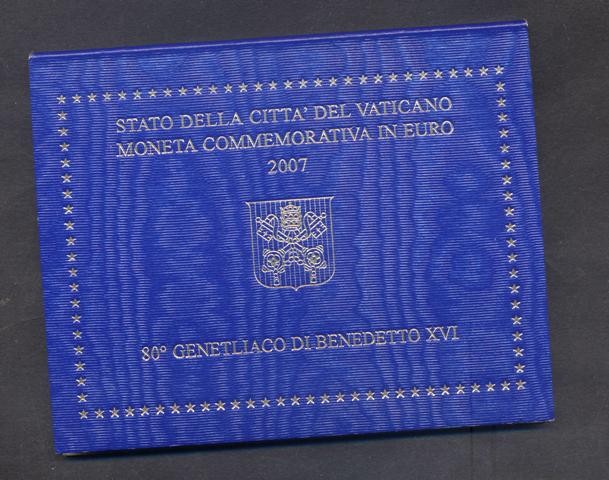 STATO DELLA CITTA' DEL VATICANO
MONETA COMMEMORATIVA IN EURO
2007
80° GENETLIACO DI BENEDETTO XVI